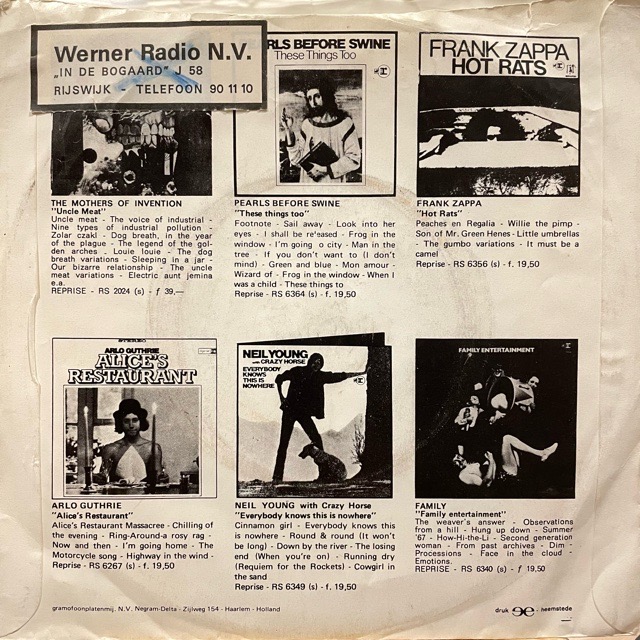 Werner Radio N.V.
„IN DE BOGAARD" J 58
RIJSWIJK - TELEFOON 90 11 10
RLS BEFORE SWINE
These Things Too
FRANK ZAPPA
HOT RATS
THE MOTHERS OF INVENTION
"Uncle Meat"
Uncle meat - The voice of industrial -
Nine types of industrial pollution -
Zolar czaki - Dog breath, in the year
of the plague - The legend of the gol-
den arches - Louie louie - The dog
breath variations - Sleeping in a jar -
Our bizarre relationship - The uncle
meat variations - Electric aunt jemina
e.a.
REPRISE - RS 2024 (s) - ƒ 39,—
PEARLS BEFORE SWINE
"These things too"
Footnote - Sail away - Look into her
eyes - I shall be re'eased - Frog in the
window - I'm going o city - Man in the
tree - If you don't want to (I don't
mind) - Green and blue - Mon amour -
Wizard of - Frog in the window - When I
was a child - These things to
Reprise - RS 6364 (s) - f. 19,50
FRANK ZAPPA
"Hot Rats"
Peaches en Regalia - Willie the pimp -
Son of Mr. Green Henes - Little umbrellas
- The gumbo variations - It must be a
camel
Reprise - RS 6356 (s) - f. 19,50
STEREO
ARLO GUTHRIE
ALICE'S
RESTAURANT
NEIL YOUNG
with CRAZY HORSE
EVERYBODY
KNOWS
THIS IS
NOWHERE
FAMILY ENTERTAINMENT
ARLO GUTHRIE
"Alice's Restaurant"
Alice's Restaurant Massacree - Chilling of
the evening - Ring-Around-a rosy rag -
Now and then - I'm going home - The
Motorcycle song - Highway in the wind -
Reprise - RS 6267 (s) - f. 19,50
NEIL YOUNG with Crazy Horse
"Everybody knows this is nowhere"
Cinnamon girl - Everybody knows this
is nowhere - Round & round (It won't
be long) - Down by the river - The losing
end (When you're on) - Running dry
(Requiem for the Rockets) - Cowgirl in
the sand
Reprise - RS 6349 (s) - f. 19,50
FAMILY
"Family entertainment"
The weaver's answer - Observations
from a hill - Hung up down - Summer
'67 - How-Hi-the-Li - Second generation
woman - From past archives - Dim -
Processions - Face in the cloud -
Emotions.
REPRISE - RS 6340 (s) - ƒ 19,50
gramofoonplatenmij. N.V. Negram-Delta - Zijlweg 154 - Haarlem - Holland
druk - heemstede